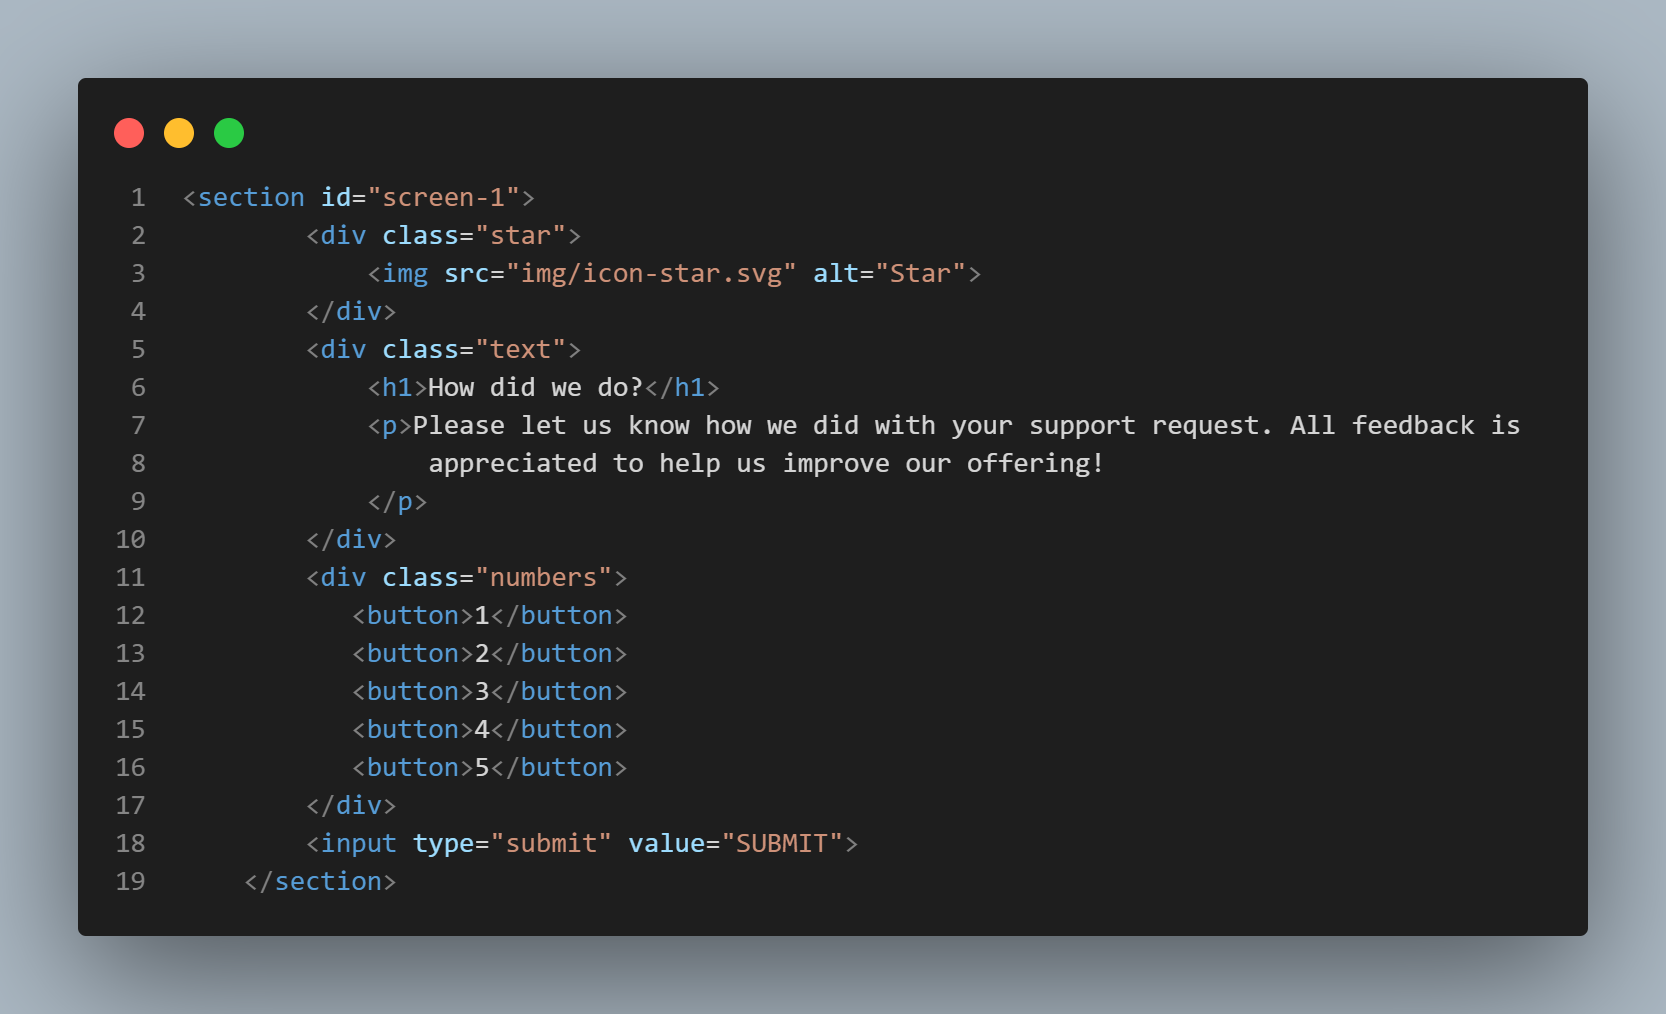 1 <section id="screen-1">
2         <div class="star">
3             <img src="img/icon-star.svg" alt="Star">
4         </div>
5         <div class="text">
6             <h1>How did we do?</h1>
7             <p>Please let us know how we did with your support request. All feedback is
8                 appreciated to help us improve our offering!
9             </p>
10         </div>
11         <div class="numbers">
12            <button>1</button>
13            <button>2</button>
14            <button>3</button>
15            <button>4</button>
16            <button>5</button>
17         </div>
18         <input type="submit" value="SUBMIT">
19     </section>